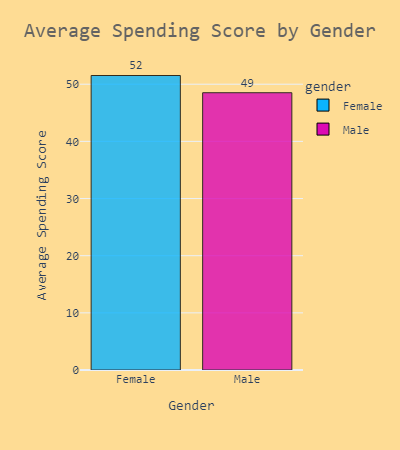 Average Spending Score by Gender
52
49
gender
Female
Male
50
40
30
20
10
0
Average Spending Score
Female
Male
Gender